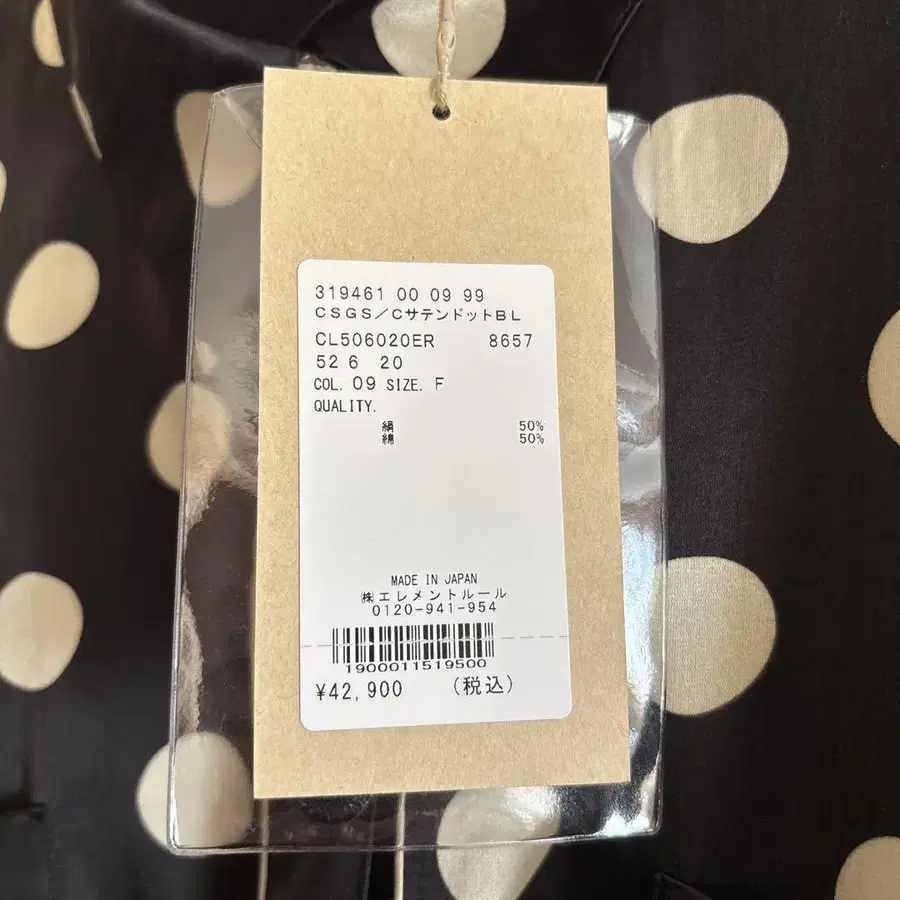 319461 00 09 99
CSGS／CサテンドットBL
CL506020ER 8657
52 6 20
COL. 09 SIZE. F
QUALITY.
絹 50%
綿 50%
MADE IN JAPAN
㈱エレメントルール
0120-941-954
1900011519500
¥42,900 (税込)